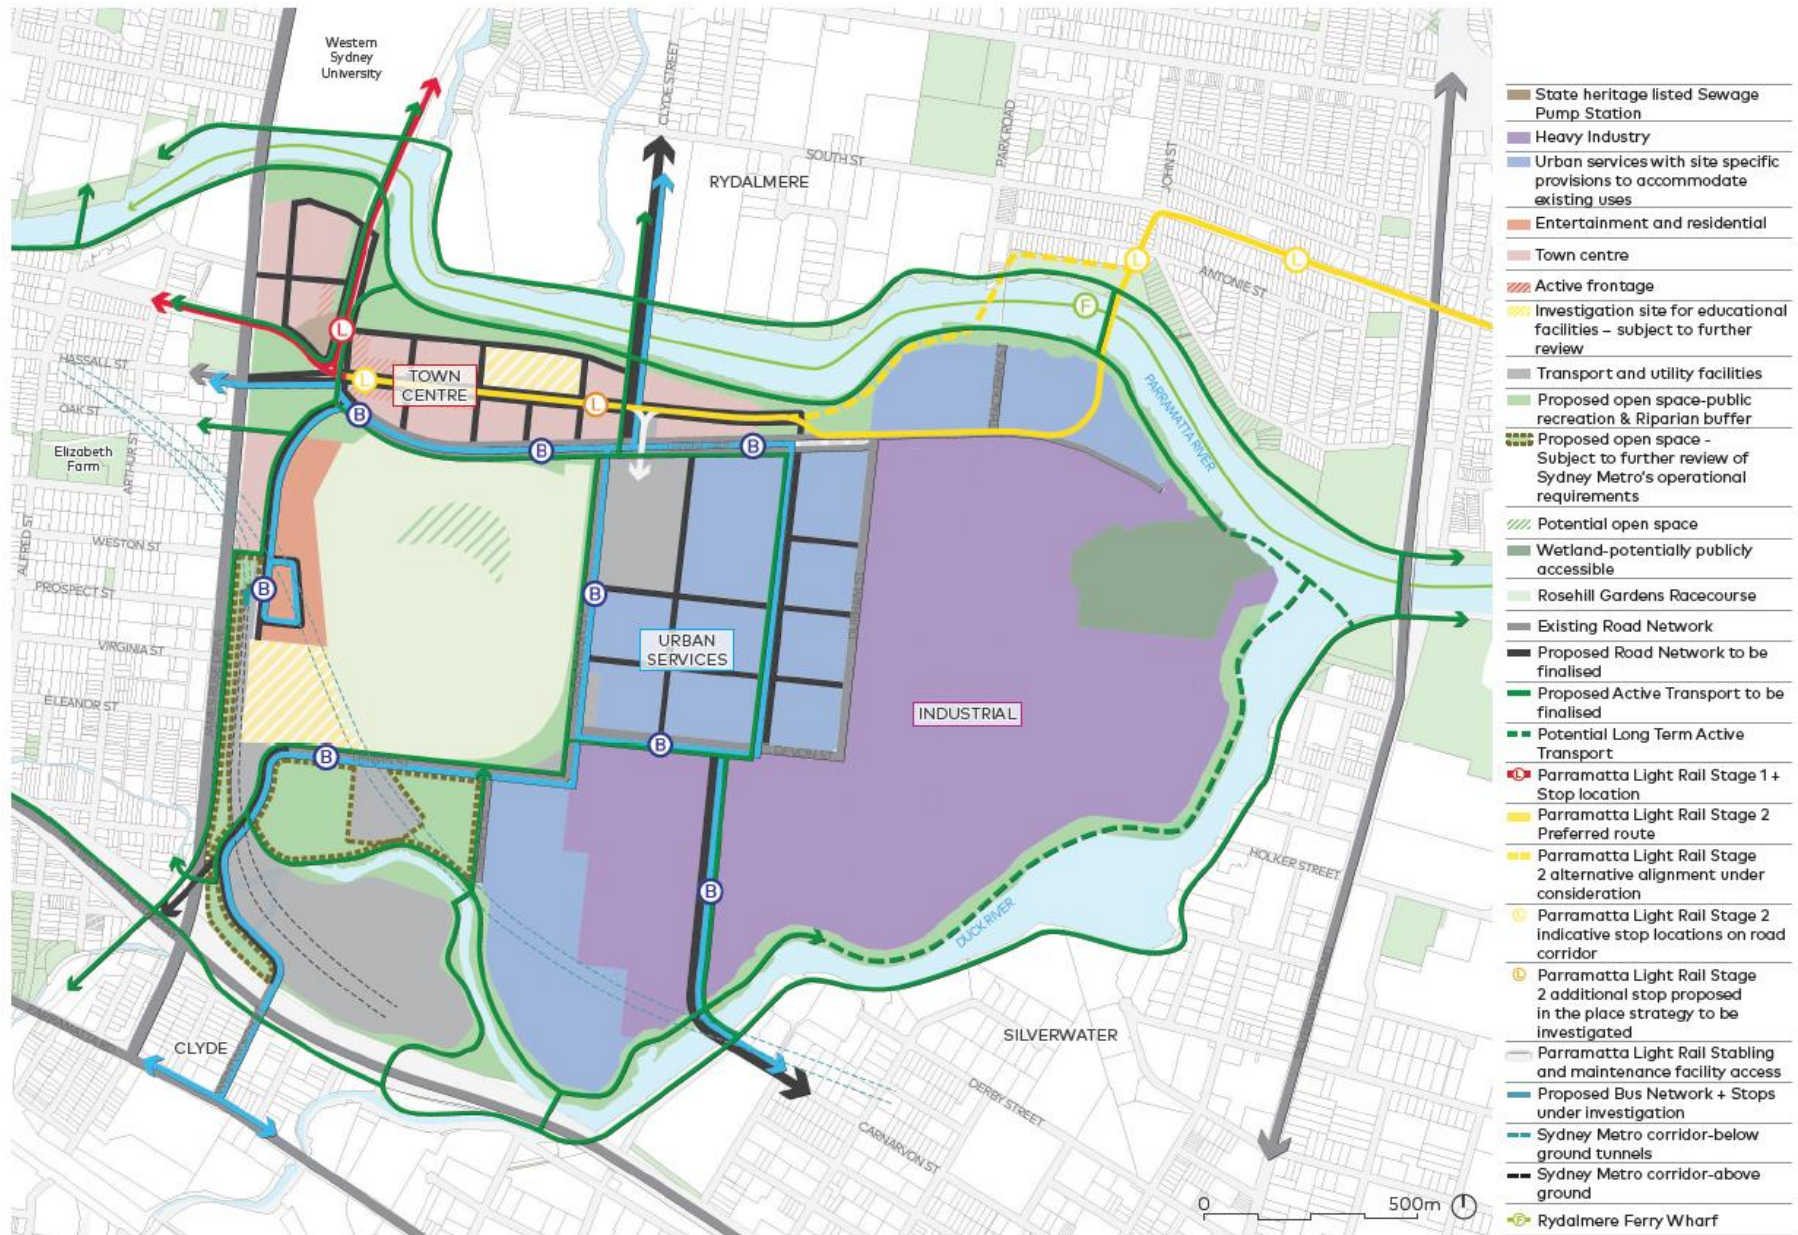 Western
Sydney
University
CLYDE STREET
SOUTH ST
PARK ROAD
JOHN ST
RYDALMERE
ANTONIE ST
L
L
F
L
HASSALL ST
TOWN
CENTRE
L
L
B
OAK ST
Elizabeth
Farm
ARTHUR ST
B
B
PARRAMATTA RIVER
ALFRED ST
WESTON ST
PROSPECT ST
B
B
VIRGINIA ST
URBAN
SERVICES
ELEANOR ST
INDUSTRIAL
B
B
DEVON ST
HOLKER STREET
B
DUCK RIVER
CLYDE
SILVERWATER
DERBY STREET
CARNARVON ST
0
500m
State heritage listed Sewage
Pump Station
Heavy Industry
Urban services with site specific
provisions to accommodate
existing uses
Entertainment and residential
Town centre
Active frontage
Investigation site for educational
facilities – subject to further
review
Transport and utility facilities
Proposed open space-public
recreation & Riparian buffer
Proposed open space -
Subject to further review of
Sydney Metro's operational
requirements
Potential open space
Wetland-potentially publicly
accessible
Rosehill Gardens Racecourse
Existing Road Network
Proposed Road Network to be
finalised
Proposed Active Transport to be
finalised
Potential Long Term Active
Transport
L Parramatta Light Rail Stage 1 +
Stop location
Parramatta Light Rail Stage 2
Preferred route
Parramatta Light Rail Stage
2 alternative alignment under
consideration
L Parramatta Light Rail Stage 2
indicative stop locations on road
corridor
L Parramatta Light Rail Stage
2 additional stop proposed
in the place strategy to be
investigated
Parramatta Light Rail Stabling
and maintenance facility access
Proposed Bus Network + Stops
under investigation
Sydney Metro corridor-below
ground tunnels
Sydney Metro corridor-above
ground
F Rydalmere Ferry Wharf